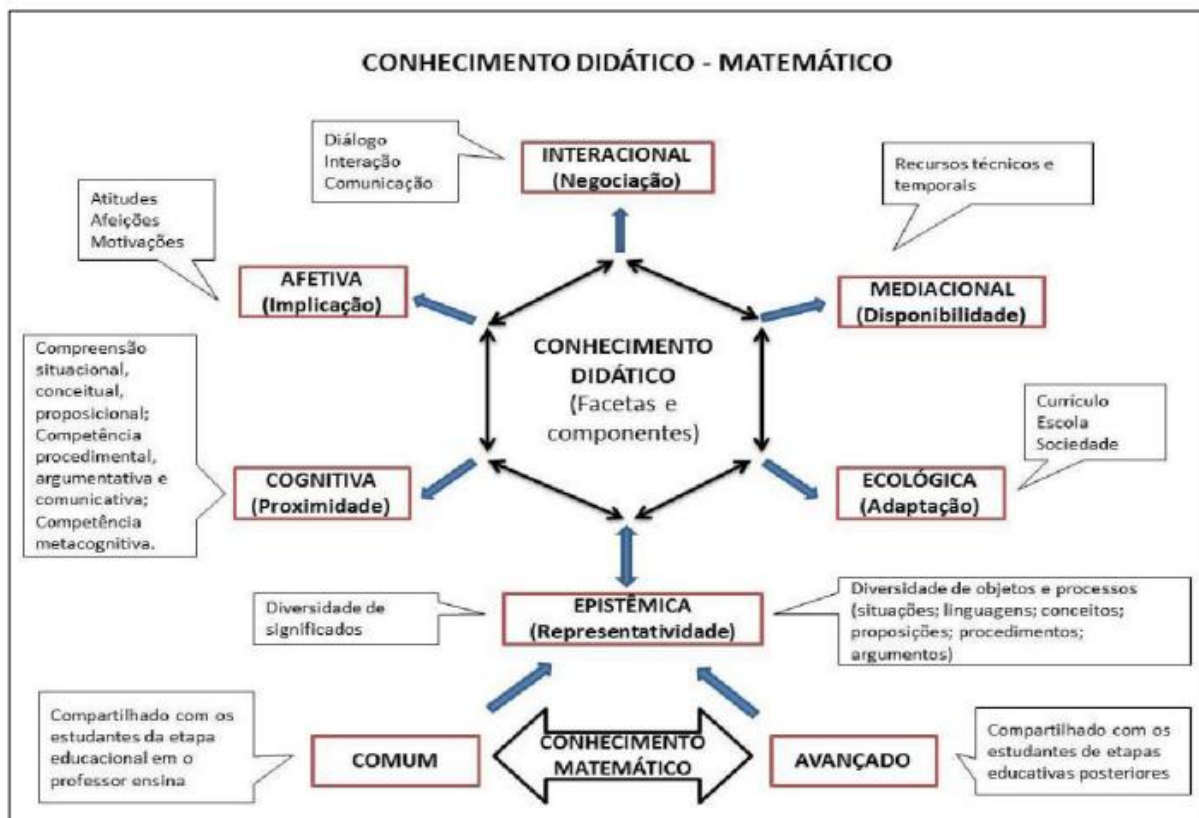 CONHECIMENTO DIDÁTICO - MATEMÁTICO
Diálogo
Interação
Comunicação
INTERACIONAL
(Negociação)
Recursos técnicos e
temporais
Atitudes
Afeições
Motivações
AFETIVA
(Implicação)
MEDIACIONAL
(Disponibilidade)
CONHECIMENTO
DIDÁTICO
(Facetas e
componentes)
Compreensão
situacional,
conceitual,
proposicional;
Competência
procedimental,
argumentativa e
comunicativa;
Competência
metacognitiva.
COGNITIVA
(Proximidade)
Currículo
Escola
Sociedade
ECOLÓGICA
(Adaptação)
Diversidade de
significados
EPISTÊMICA
(Representatividade)
Diversidade de objetos e processos
(situações; linguagens; conceitos;
proposições; procedimentos;
argumentos)
Compartilhado com os
estudantes da etapa
educacional em o
professor ensina
COMUM
CONHECIMENTO
MATEMÁTICO
AVANÇADO
Compartilhado com os
estudantes de etapas
educativas posteriores